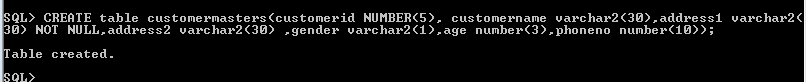 SQL> CREATE table customermasters(customerid NUMBER(5), customername varchar2(30),address1 varchar2(
30) NOT NULL,address2 varchar2(30) ,gender varchar2(1),age number(3),phoneno number(10));
Table created.
SQL>